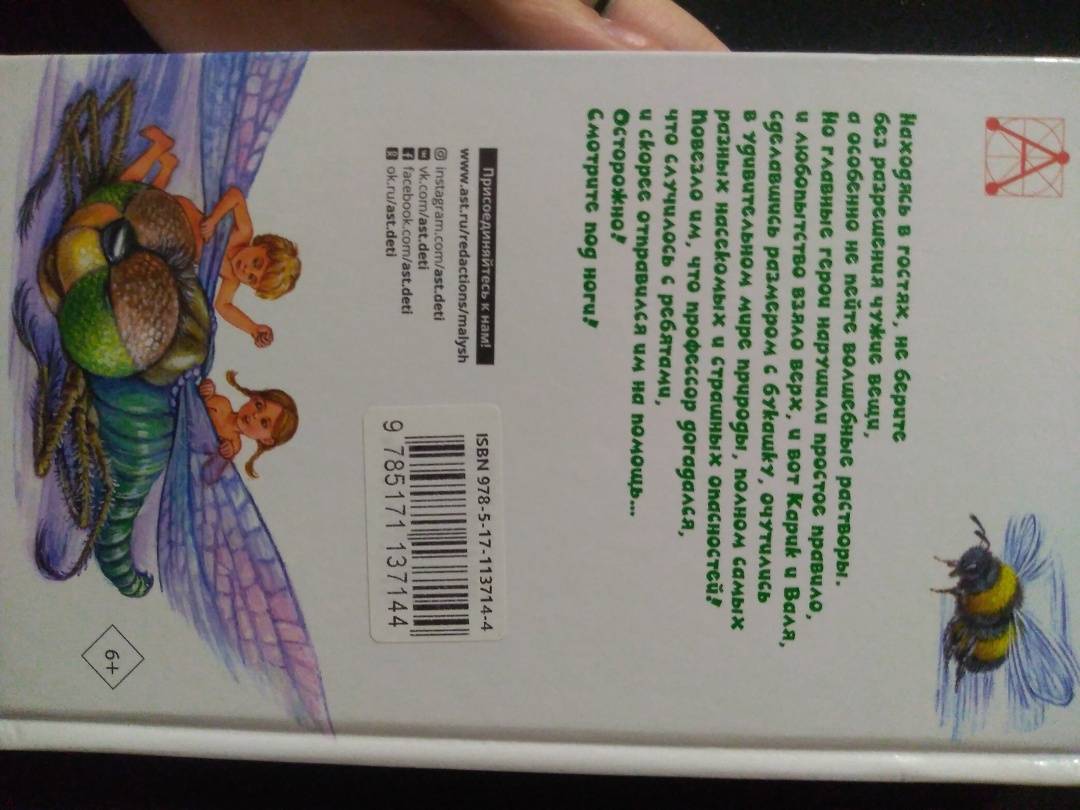 Находясь в гостях, не берите
без разрешения чужие вещи,
а особенно не пейте волшебные растворы.
Но главные герои нарушили простое правило,
и любопытство взяло верх, и вот Карик и Валя,
сделавшись размером с букашку, очутились
в удивительном мире природы, полном самых
разных насекомых и страшных опасностей!
Повезло им, что профессор догадался,
что случилось с ребятами,
и скорее отправился им на помощь...
Осторожно!
Смотрите под ноги!
Присоединяйтесь к нам!
www.ast.ru/redactions/malysh
instagram.com/ast.deti
vk.com/ast.deti
facebook.com/ast.deti
ok.ru/ast.deti
ISBN 978-5-17-113714-4
9 785171 137144
6+